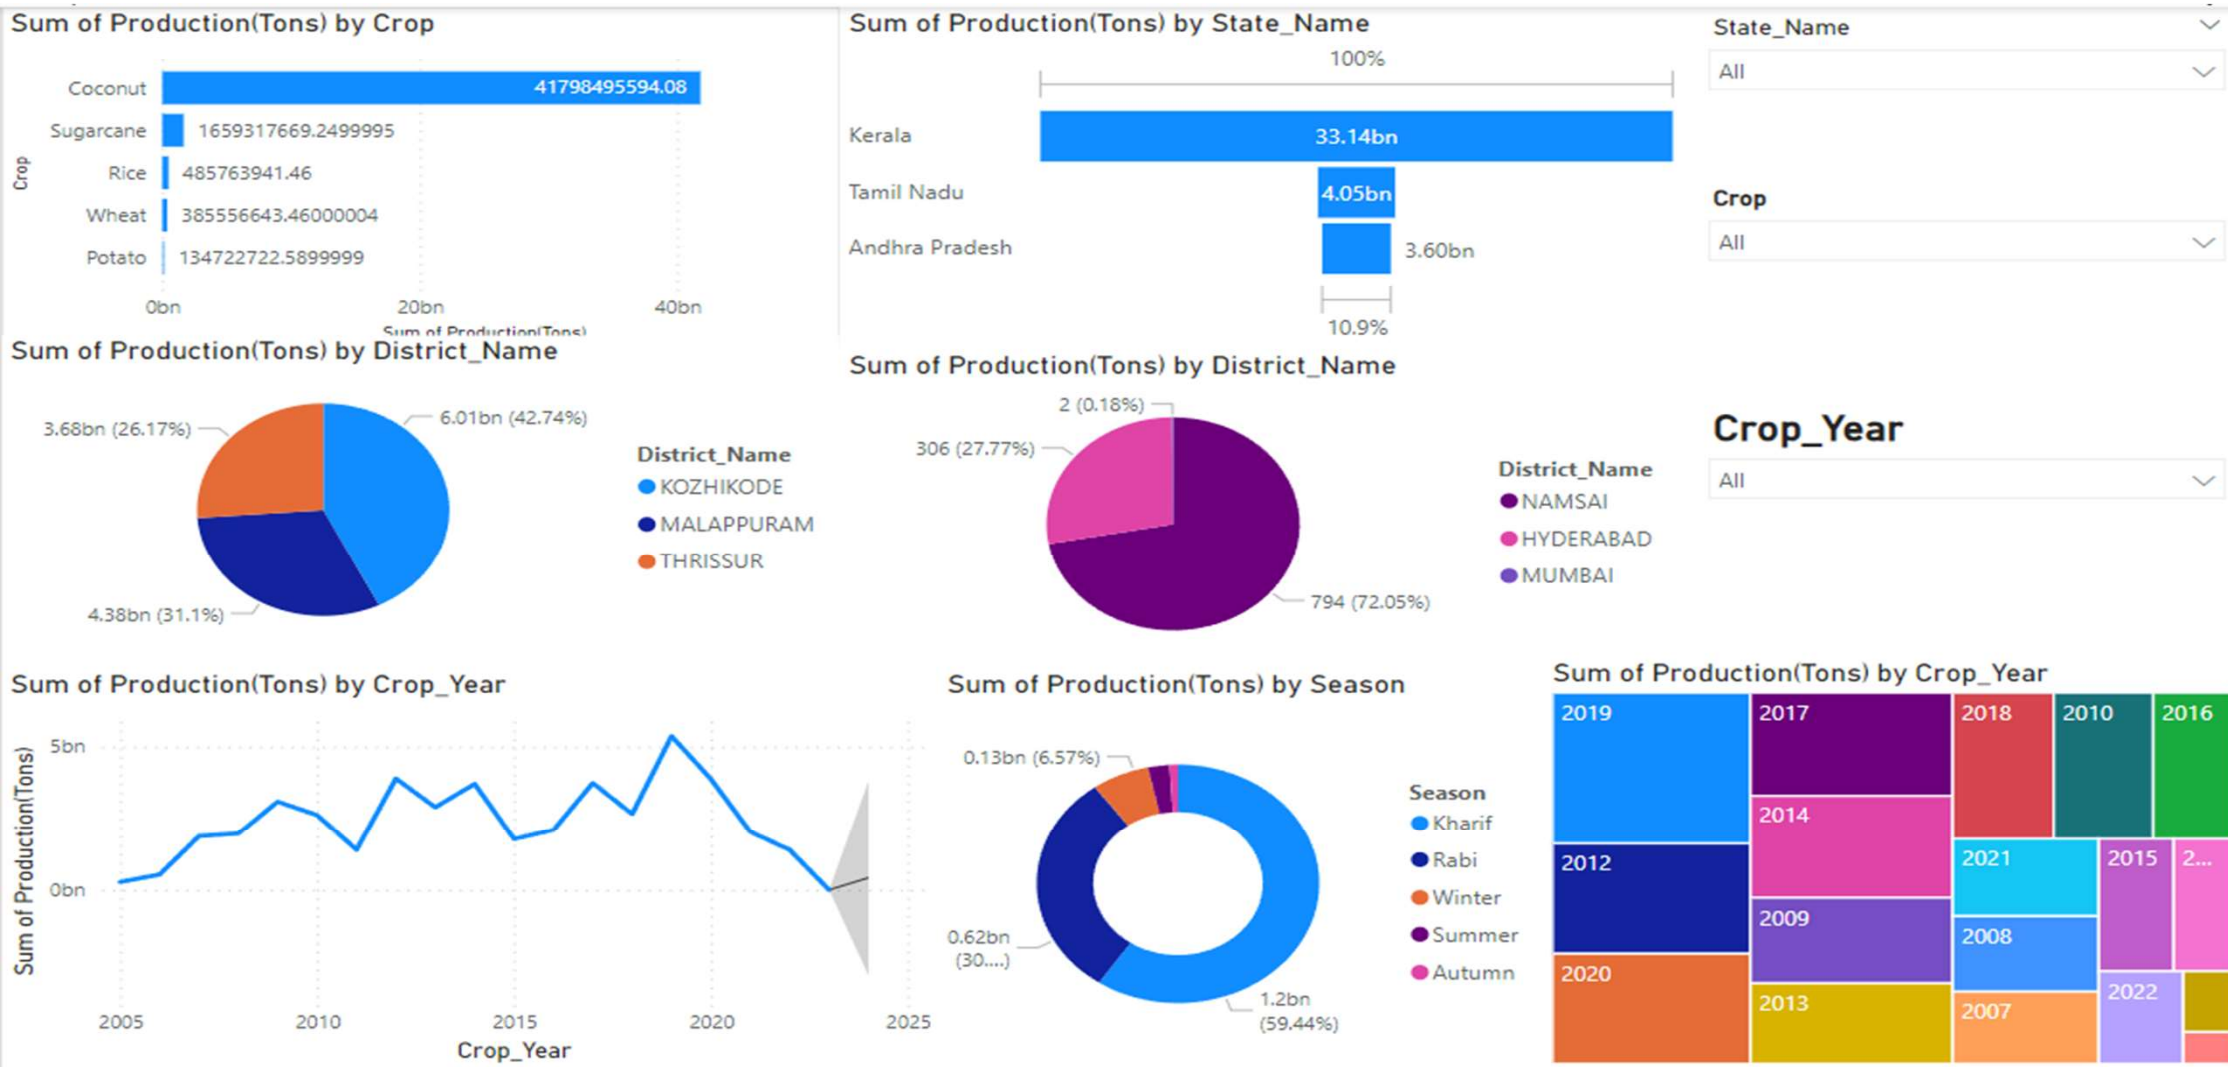 Sum of Production(Tons) by Crop
Crop
Coconut
41798495594.08
Sugarcane
1659317669.2499995
Rice
485763941.46
Wheat
385556643.46000004
Potato
134722722.5899999
0bn
20bn
40bn
Sum of Production(Tons)
Sum of Production(Tons) by State_Name
100%
Kerala
33.14bn
Tamil Nadu
4.05bn
Andhra Pradesh
3.60bn
10.9%
State_Name
All
Crop
All
Crop_Year
All
Sum of Production(Tons) by District_Name
3.68bn (26.17%)
6.01bn (42.74%)
4.38bn (31.1%)
District_Name
KOZHIKODE
MALAPPURAM
THRISSUR
Sum of Production(Tons) by District_Name
2 (0.18%)
306 (27.77%)
794 (72.05%)
District_Name
NAMSAI
HYDERABAD
MUMBAI
Sum of Production(Tons) by Crop_Year
Sum of Production(Tons)
5bn
0bn
2005
2010
2015
2020
2025
Crop_Year
Sum of Production(Tons) by Season
0.13bn (6.57%)
0.62bn
(30....)
1.2bn
(59.44%)
Season
Kharif
Rabi
Winter
Summer
Autumn
Sum of Production(Tons) by Crop_Year
2019
2012
2020
2017
2014
2009
2013
2018
2010
2016
2021
2008
2007
2015
2...
2022